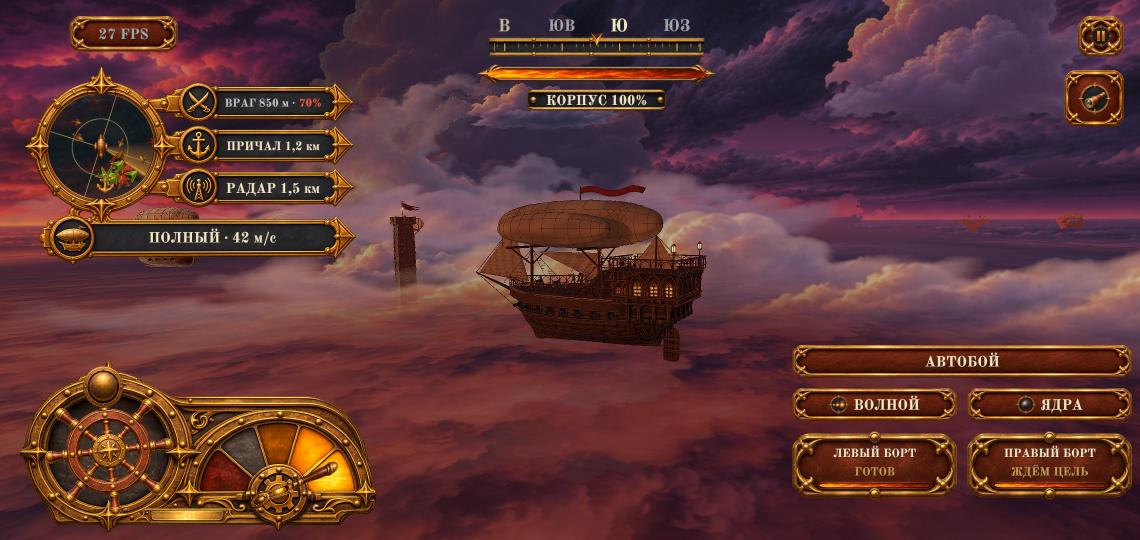 27 FPS
В ЮВ Ю ЮЗ
КОРПУС 100%
ВРАГ 850 м · 70%
ПРИЧАЛ 1,2 км
РАДАР 1,5 км
ПОЛНЫЙ · 42 м/с
АВТОБОЙ
ВОЛНОЙ
ЯДРА
ЛЕВЫЙ БОРТ
ГОТОВ
ПРАВЫЙ БОРТ
ЖДЁМ ЦЕЛЬ